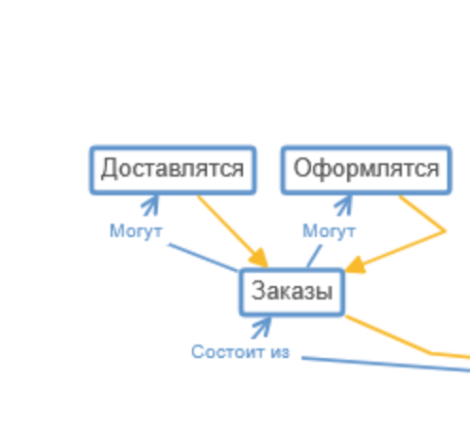 Доставлятся
Оформлятся
Могут
Могут
Заказы
Состоит из